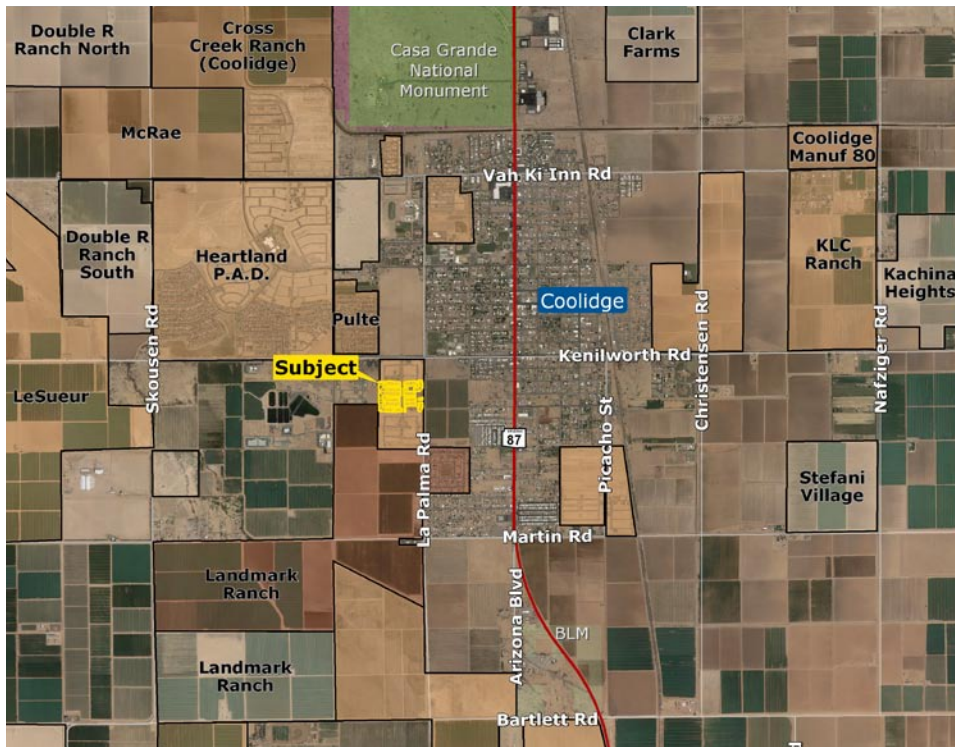 Double R
Ranch North
Cross
Creek Ranch
(Coolidge)
Casa Grande
National
Monument
Clark
Farms
McRae
Coolidge
Manuf 80
Vah Ki Inn Rd
Double R
Ranch
South
Heartland
P.A.D.
KLC
Ranch
Kachina
Heights
Coolidge
Pulte
Skousen Rd
Christensen Rd
Nafziger Rd
Kenilworth Rd
Subject
LeSueur
87
La Palma Rd
Picacho St
Stefani
Village
Martin Rd
Landmark
Ranch
Arizona Blvd
BLM
Landmark
Ranch
Bartlett Rd